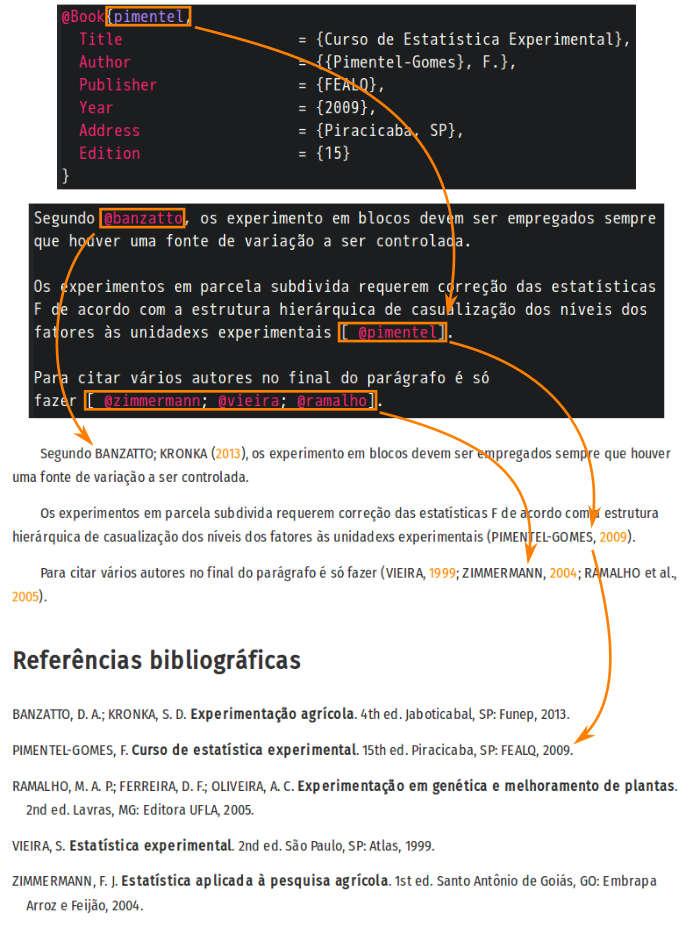 @Book{pimentel,
Title = {Curso de Estatística Experimental},
Author = {{Pimentel-Gomes}, F.},
Publisher = {FEALQ},
Year = {2009},
Address = {Piracicaba, SP},
Edition = {15}
}
Segundo @banzatto, os experimento em blocos devem ser empregados sempre
que houver uma fonte de variação a ser controlada.
Os experimentos em parcela subdivida requerem correção das estatísticas
F de acordo com a estrutura hierárquica de casualização dos níveis dos
fatores às unidadexs experimentais [ @pimentel].
Para citar vários autores no final do parágrafo é só
fazer [ @zimmermann; @vieira; @ramalho].
Segundo BANZATTO; KRONKA (2013), os experimento em blocos devem ser empregados sempre que houver
uma fonte de variação a ser controlada.
Os experimentos em parcela subdivida requerem correção das estatísticas F de acordo com a estrutura
hierárquica de casualização dos níveis dos fatores às unidadexs experimentais (PIMENTEL-GOMES, 2009).
Para citar vários autores no final do parágrafo é só fazer (VIEIRA, 1999; ZIMMERMANN, 2004; RAMALHO et al.,
2005).
Referências bibliográficas
BANZATTO, D. A.; KRONKA, S. D. Experimentação agrícola. 4th ed. Jaboticabal, SP: Funep, 2013.
PIMENTEL-GOMES, F. Curso de estatística experimental. 15th ed. Piracicaba, SP: FEALQ, 2009.
RAMALHO, M. A. P.; FERREIRA, D. F.; OLIVEIRA, A. C. Experimentação em genética e melhoramento de plantas.
2nd ed. Lavras, MG: Editora UFLA, 2005.
VIEIRA, S. Estatística experimental. 2nd ed. São Paulo, SP: Atlas, 1999.
ZIMMERMANN, F. J. Estatística aplicada à pesquisa agrícola. 1st ed. Santo Antônio de Goiás, GO: Embrapa
Arroz e Feijão, 2004.